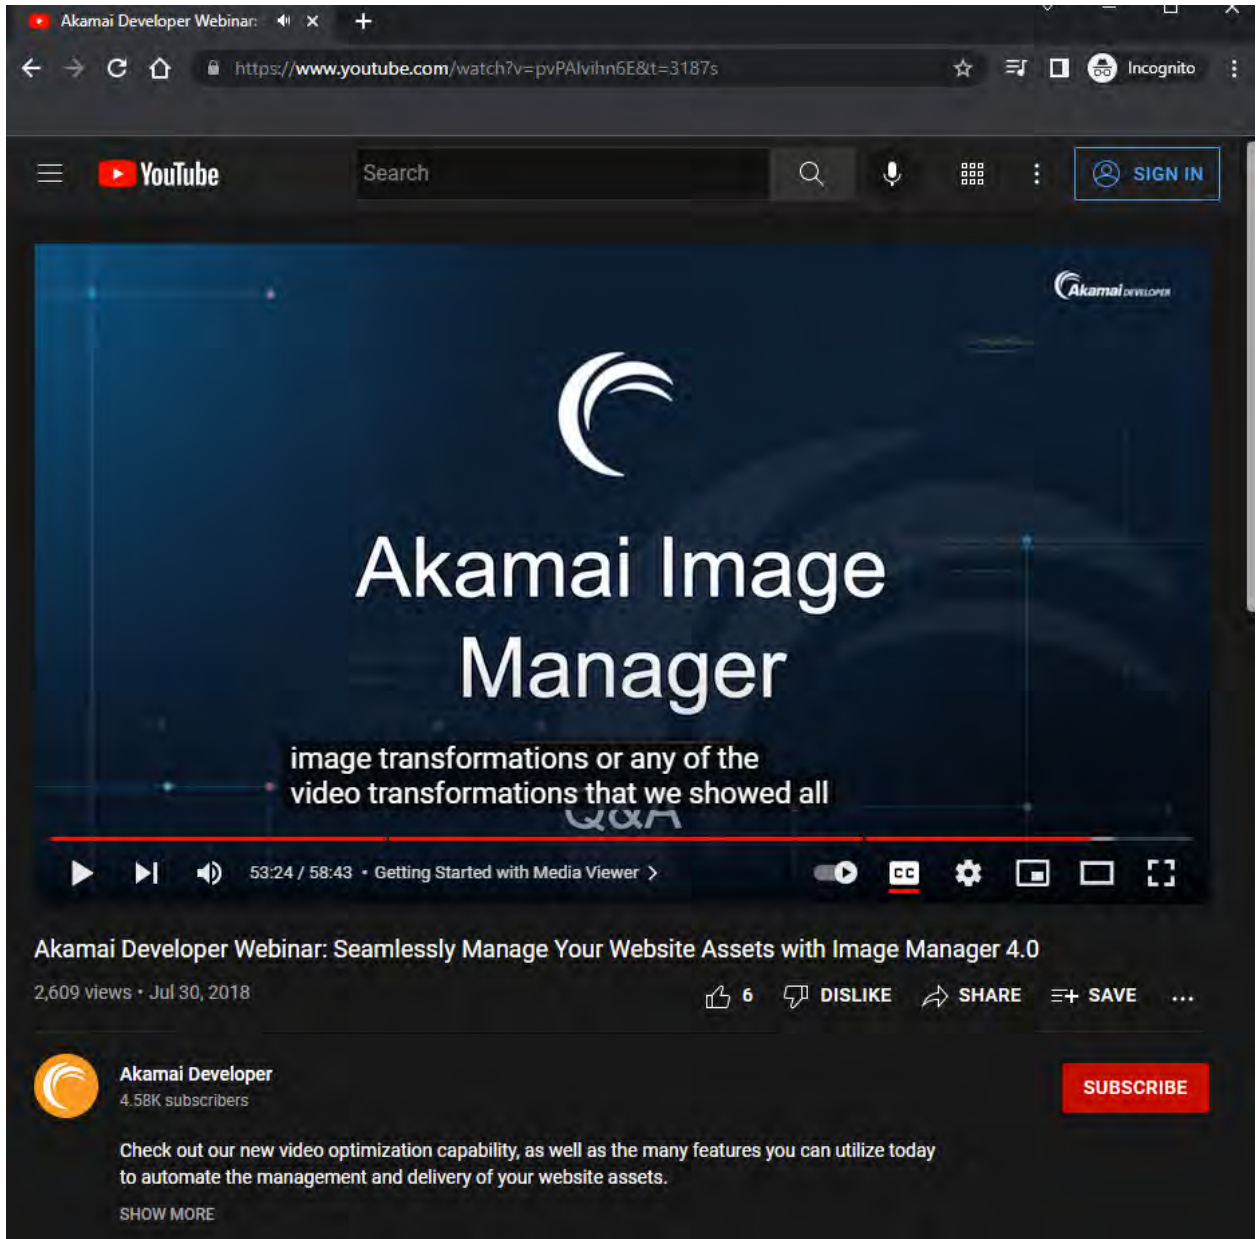 Akamai Developer Webinar:
https://www.youtube.com/watch?v=pvPAlvihn6E&t=3187s
Incognito
YouTube
Search
SIGN IN
Akamai DEVELOPER
Akamai Image
Manager
image transformations or any of the
video transformations that we showed all
Q&A
53:24 / 58:43 • Getting Started with Media Viewer >
CC
Akamai Developer Webinar: Seamlessly Manage Your Website Assets with Image Manager 4.0
2,609 views • Jul 30, 2018
6 DISLIKE SHARE SAVE ...
Akamai Developer
4.58K subscribers
SUBSCRIBE
Check out our new video optimization capability, as well as the many features you can utilize today
to automate the management and delivery of your website assets.
SHOW MORE